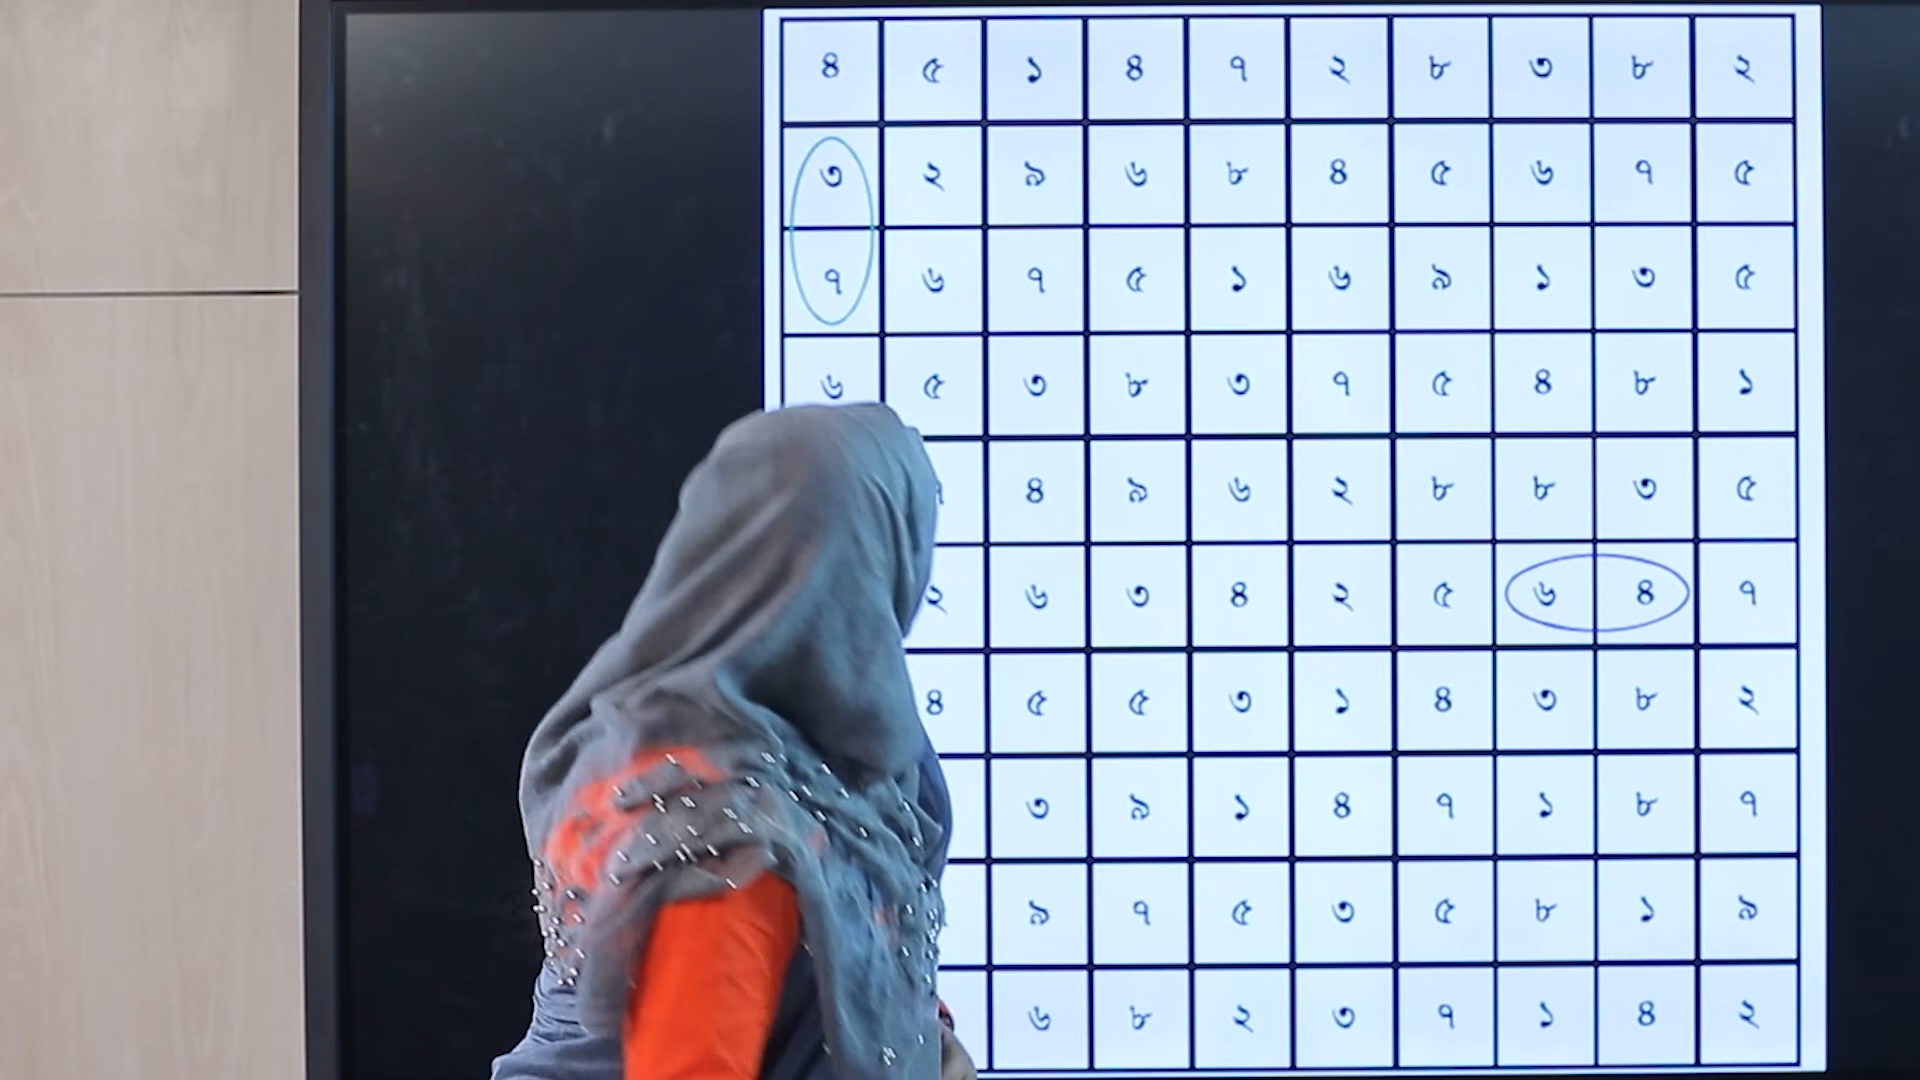 ৪ ৫ ১ ৪ ৭ ২ ৮ ৩ ৮ ২
৩ ২ ৯ ৬ ৮ ৪ ৫ ৬ ৭ ৫
৭ ৬ ৭ ৫ ১ ৬ ৯ ১ ৩ ৫
৬ ৫ ৩ ৮ ৩ ৭ ৫ ৪ ৮ ১
৪ ৯ ৬ ২ ৮ ৮ ৩ ৫
২ ৬ ৩ ৪ ২ ৫ ৬ ৪ ৭
৪ ৫ ৫ ৩ ১ ৪ ৩ ৮ ২
৩ ৯ ১ ৪ ৭ ১ ৮ ৭
৯ ৭ ৫ ৩ ৫ ৮ ১ ৯
৬ ৮ ২ ৩ ৭ ১ ৪ ২